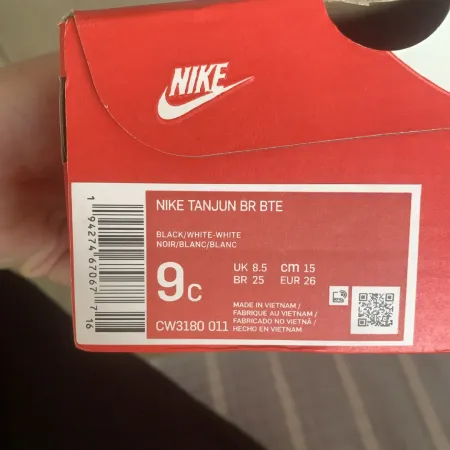 NIKE
NIKE TANJUN BR BTE
BLACK/WHITE-WHITE
NOIR/BLANC/BLANC
9C
UK 8.5 cm 15
BR 25 EUR 26
CW3180 011
MADE IN VIETNAM /
FABRIQUE AU VIETNAM /
FABRICADO NO VIETNÃ /
HECHO EN VIETNAM
1 94274 67067 7 16